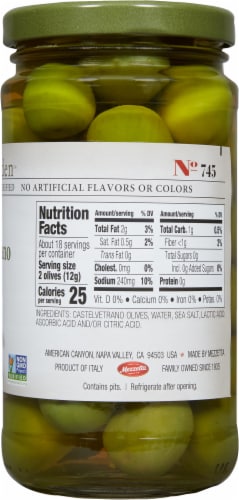 No 745
NO ARTIFICIAL FLAVORS OR COLORS
Nutrition Facts
About 18 servings per container
Serving size
2 olives (12g)
Calories per serving 25
Amount/serving % DV
Total Fat 2g 3%
Sat. Fat 0.5g 2%
Trans Fat 0g
Cholest. 0mg 0%
Sodium 240mg 10%
Amount/serving % DV
Total Carb. 1g 0.5%
Fiber <1g 3%
Total Sugars 0g
Incl. 0g Added Sugars 0%
Protein 0g
Vit. D 0% • Calcium 0% • Iron 0% • Potas. 0%
INGREDIENTS: CASTELVETRANO OLIVES, WATER, SEA SALT, LACTIC ACID,
ASCORBIC ACID AND/OR CITRIC ACID.
AMERICAN CANYON, NAPA VALLEY, CA 94503 USA ★ MADE BY MEZZETTA
PRODUCT OF ITALY Mezzetta FAMILY OWNED SINCE 1935
NON GMO
Contains pits. | Refrigerate after opening.